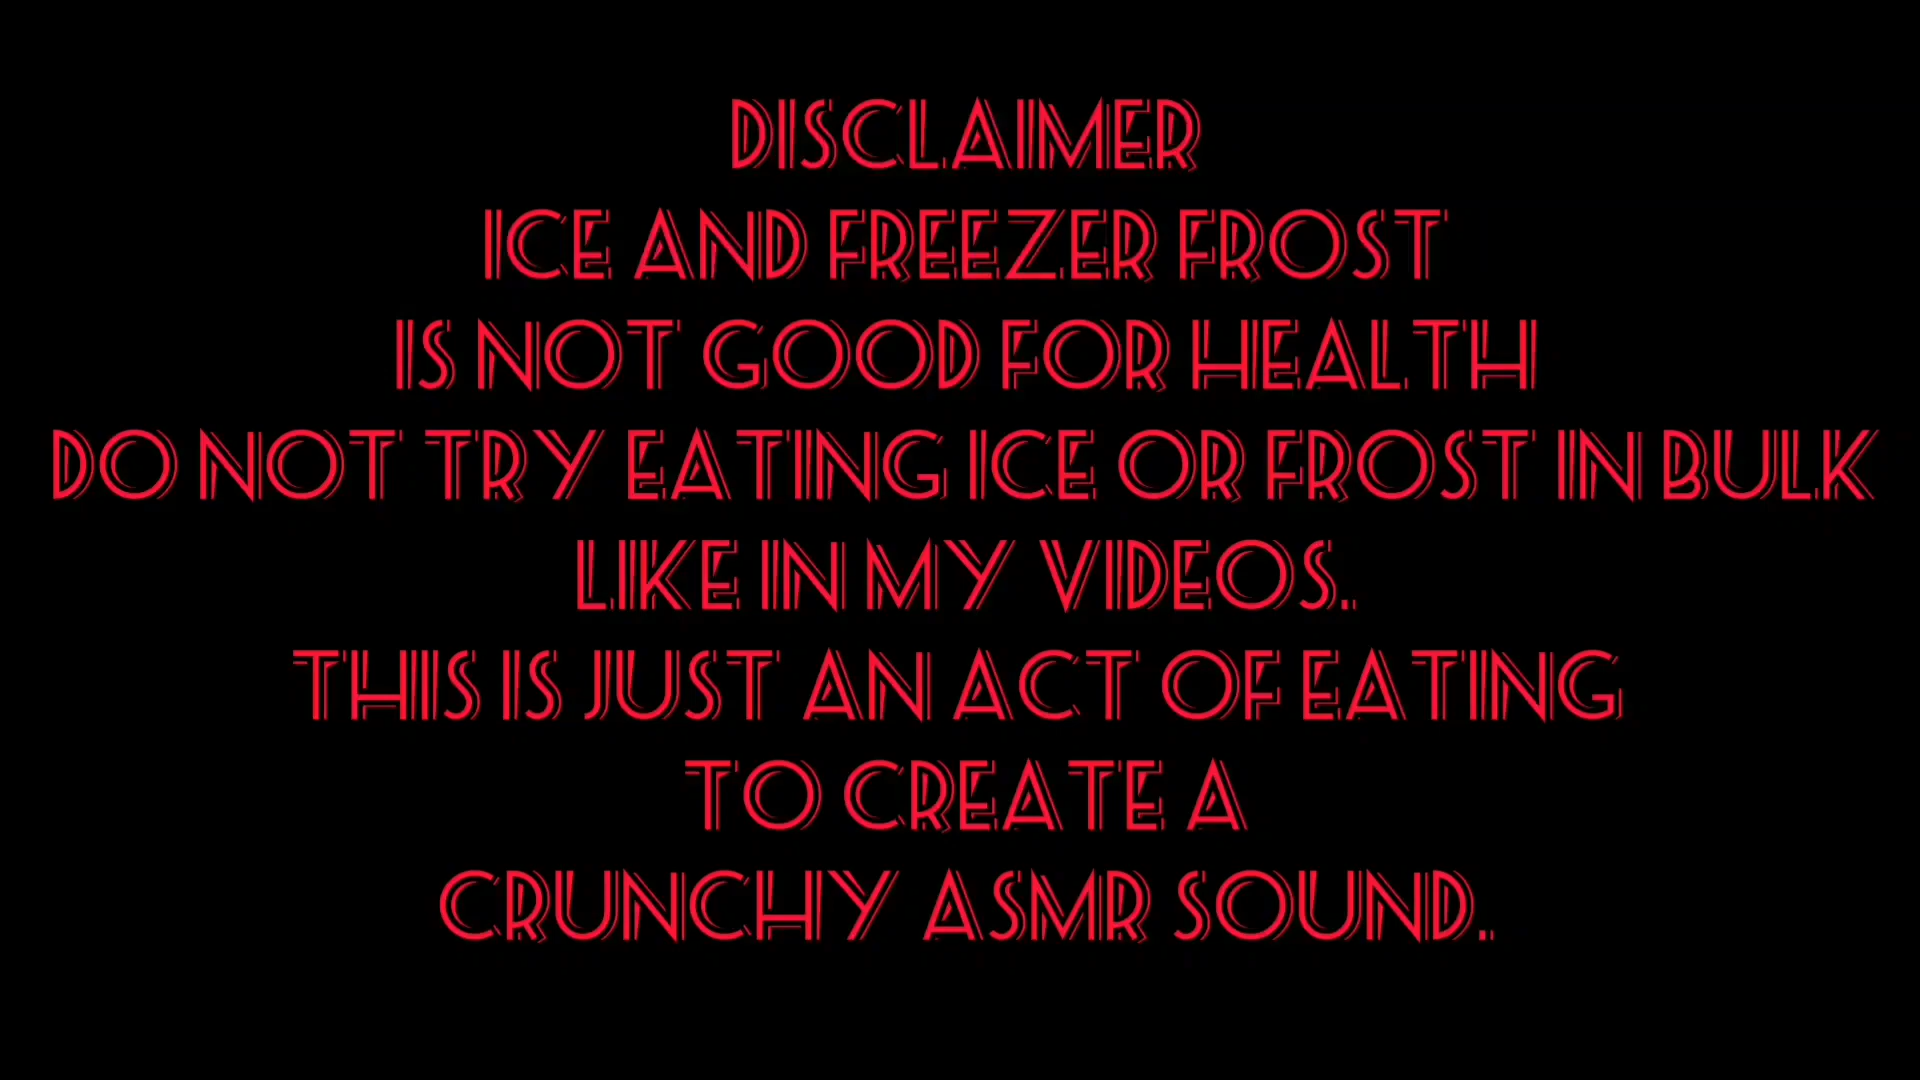 DISCLAIMER
ICE AND FREEZER FROST
IS NOT GOOD FOR HEALTH
DO NOT TRY EATING ICE OR FROST IN BULK
LIKE IN MY VIDEOS.
THIS IS JUST AN ACT OF EATING
TO CREATE A
CRUNCHY ASMR SOUND.